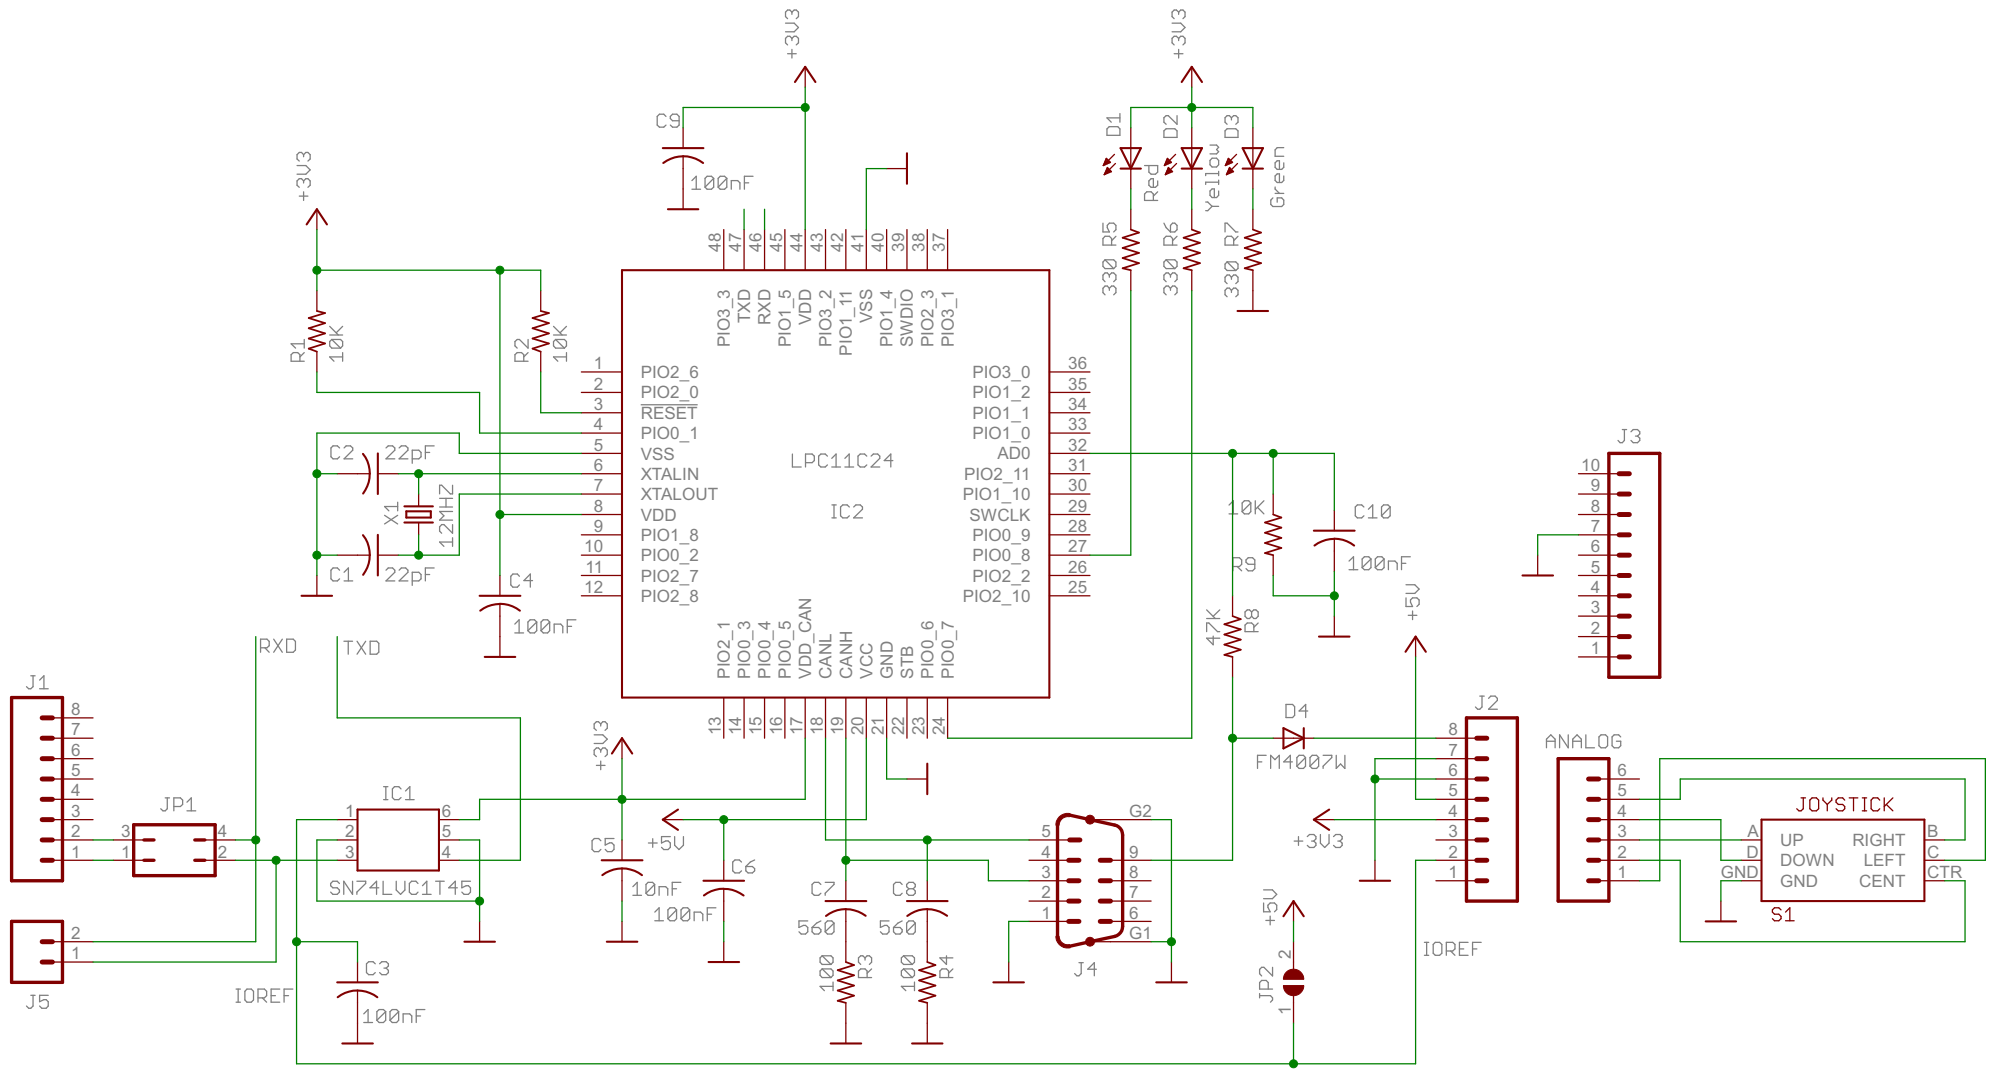 +3V3
+3V3
+3V3
C9
100nF
D1
Red
D2
Yellow
D3
Green
330 R5
330 R6
330 R7
48
47
46
45
44
43
42
41
40
39
38
37
PIO3_3
TXD
RXD
PIO1_5
VDD
PIO3_2
PIO1_11
VSS
PIO1_4
SWDIO
PIO2_3
PIO3_1
R1
10K
R2
10K
1 PIO2_6
2 PIO2_0
3 RESET
4 PIO0_1
5 VSS
6 XTALIN
7 XTALOUT
8 VDD
9 PIO1_8
10 PIO0_2
11 PIO2_7
12 PIO2_8
PIO3_0 36
PIO1_2 35
PIO1_1 34
PIO1_0 33
AD0 32
PIO2_11 31
PIO1_10 30
SWCLK 29
PIO0_9 28
PIO0_8 27
PIO2_2 26
PIO2_10 25
LPC11C24
IC2
C2 22pF
X1
12MHZ
C1 22pF
C4
100nF
10K
R9
C10
100nF
47K
R8
PIO2_1
PIO0_3
PIO0_4
PIO0_5
VDD_CAN
CANL
CANH
VCC
GND
STB
PIO0_6
PIO0_7
13
14
15
16
17
18
19
20
21
22
23
24
J3
10
9
8
7
6
5
4
3
2
1
+5V
RXD
TXD
J1
8
7
6
5
4
3
2
1
JP1
3
1
4
2
IC1
1
2
3
6
5
4
SN74LVC1T45
J5
2
1
IOREF
C3
100nF
+3V3
C5
10nF
+5V
C6
100nF
C7
560
C8
560
100
R3
100
R4
G2
5
4
3
2
1
9
8
7
6
G1
J4
D4
FM4007W
+3V3
J2
8
7
6
5
4
3
2
1
+5V
2
JP2
1
IOREF
ANALOG
6
5
4
3
2
1
JOYSTICK
A UP RIGHT B
D DOWN LEFT C
GND GND CENT CTR
S1